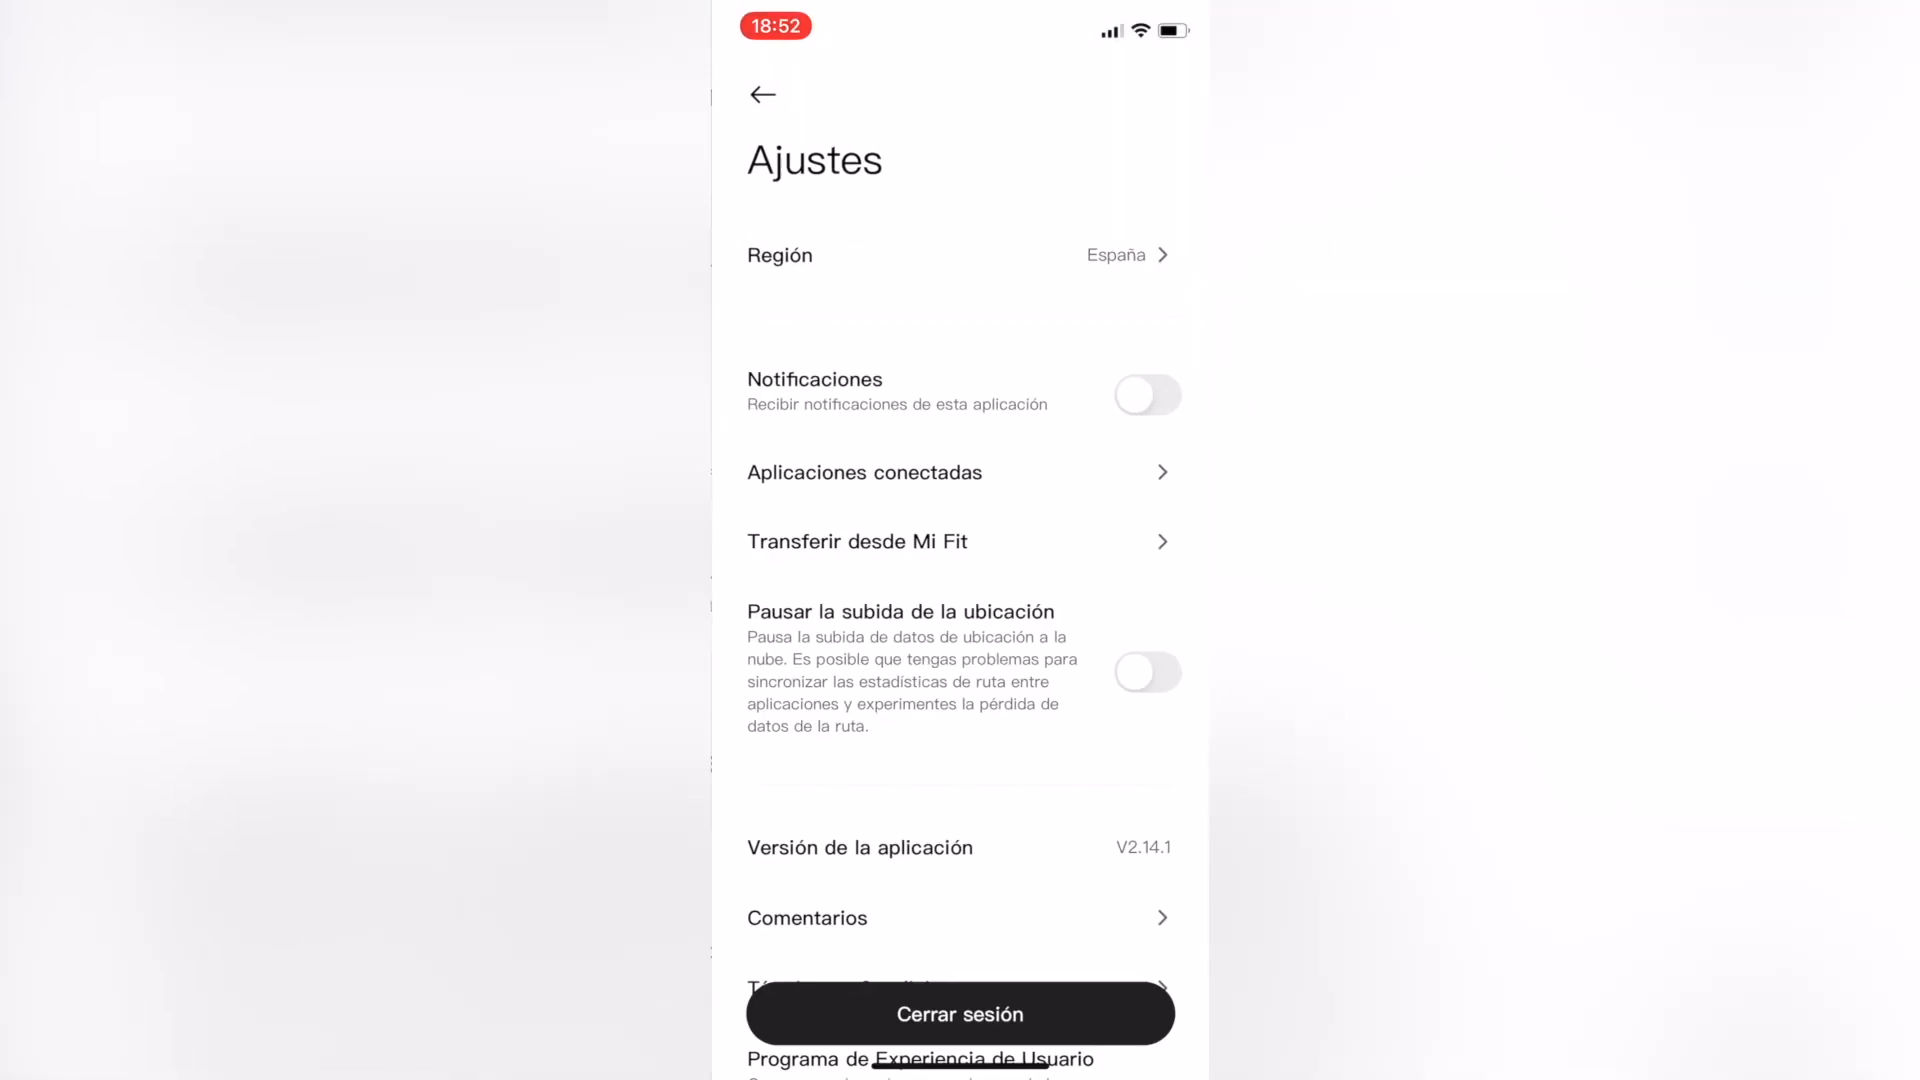 18:52
Ajustes
Región España
Notificaciones
Recibir notificaciones de esta aplicación
Aplicaciones conectadas
Transferir desde Mi Fit
Pausar la subida de la ubicación
Pausa la subida de datos de ubicación a la
nube. Es posible que tengas problemas para
sincronizar las estadísticas de ruta entre
aplicaciones y experimentes la pérdida de
datos de la ruta.
Versión de la aplicación V2.14.1
Comentarios
Cerrar sesión
Programa de Experiencia de Usuario